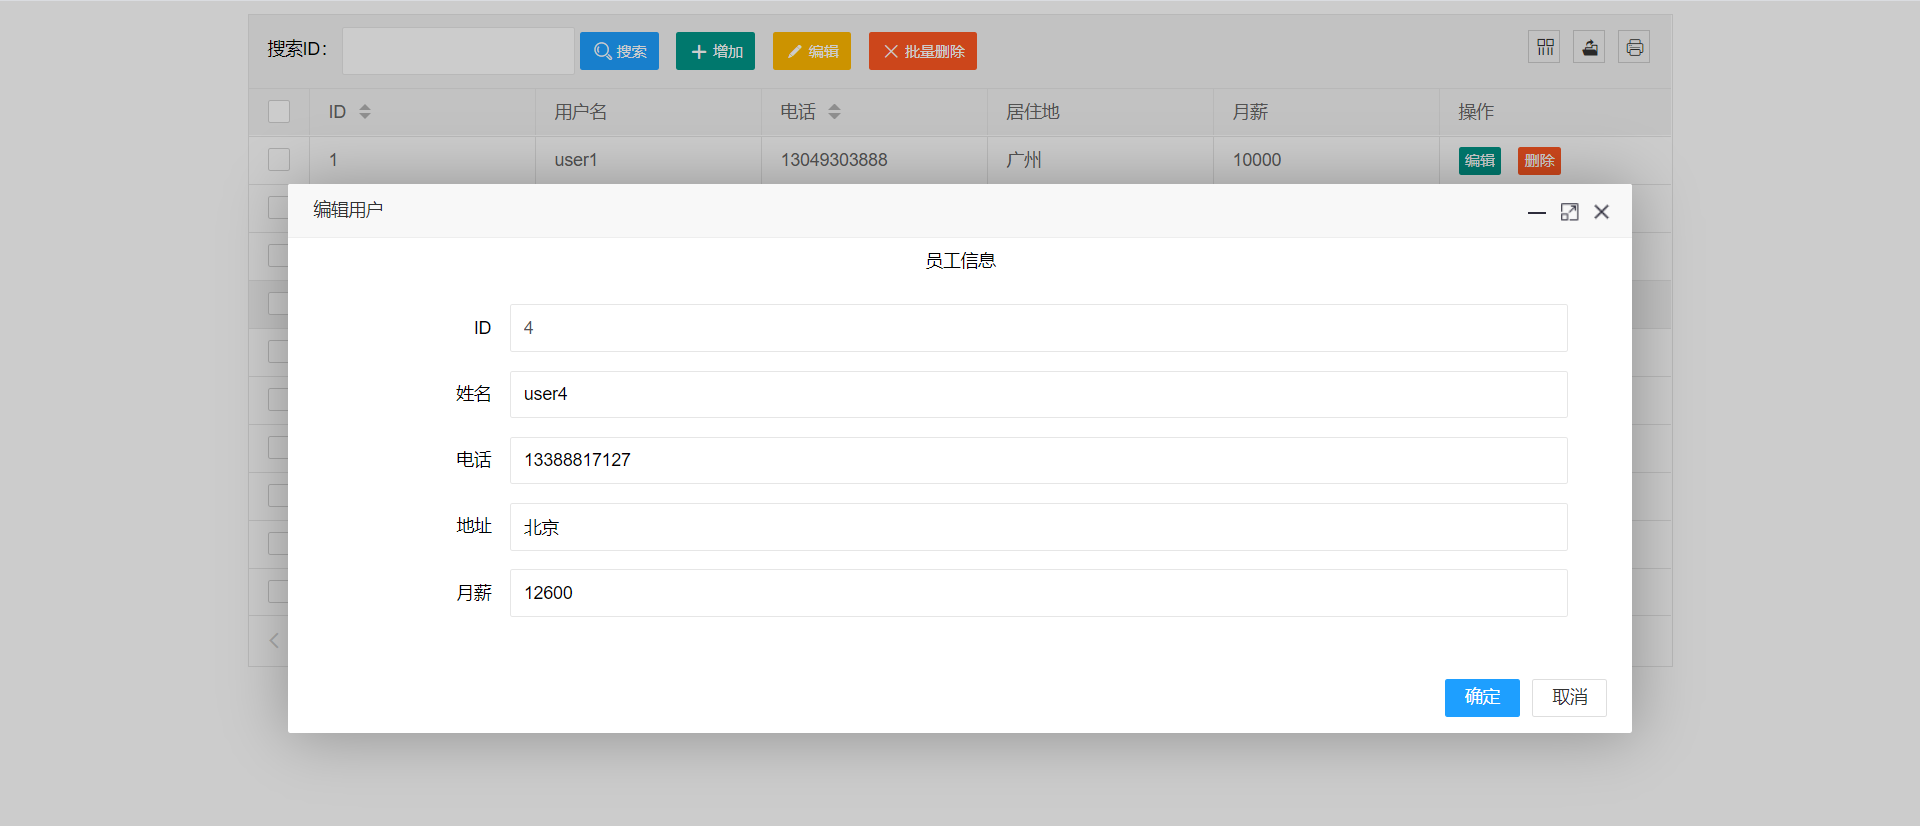 搜索ID： 搜索 增加 编辑 批量删除
ID 用户名 电话 居住地 月薪 操作
1 user1 13049303888 广州 10000 编辑 删除
编辑用户
员工信息
ID 4
姓名 user4
电话 13388817127
地址 北京
月薪 12600
确定 取消